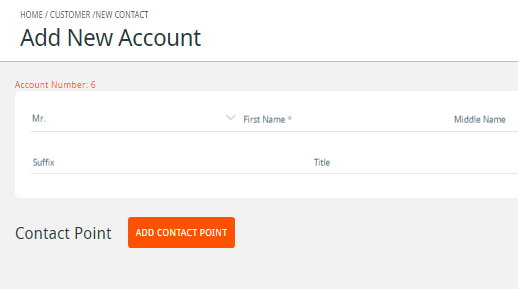 HOME / CUSTOMER /NEW CONTACT
Add New Account
Account Number: 6
Mr. First Name * Middle Name
Suffix Title
Contact Point ADD CONTACT POINT